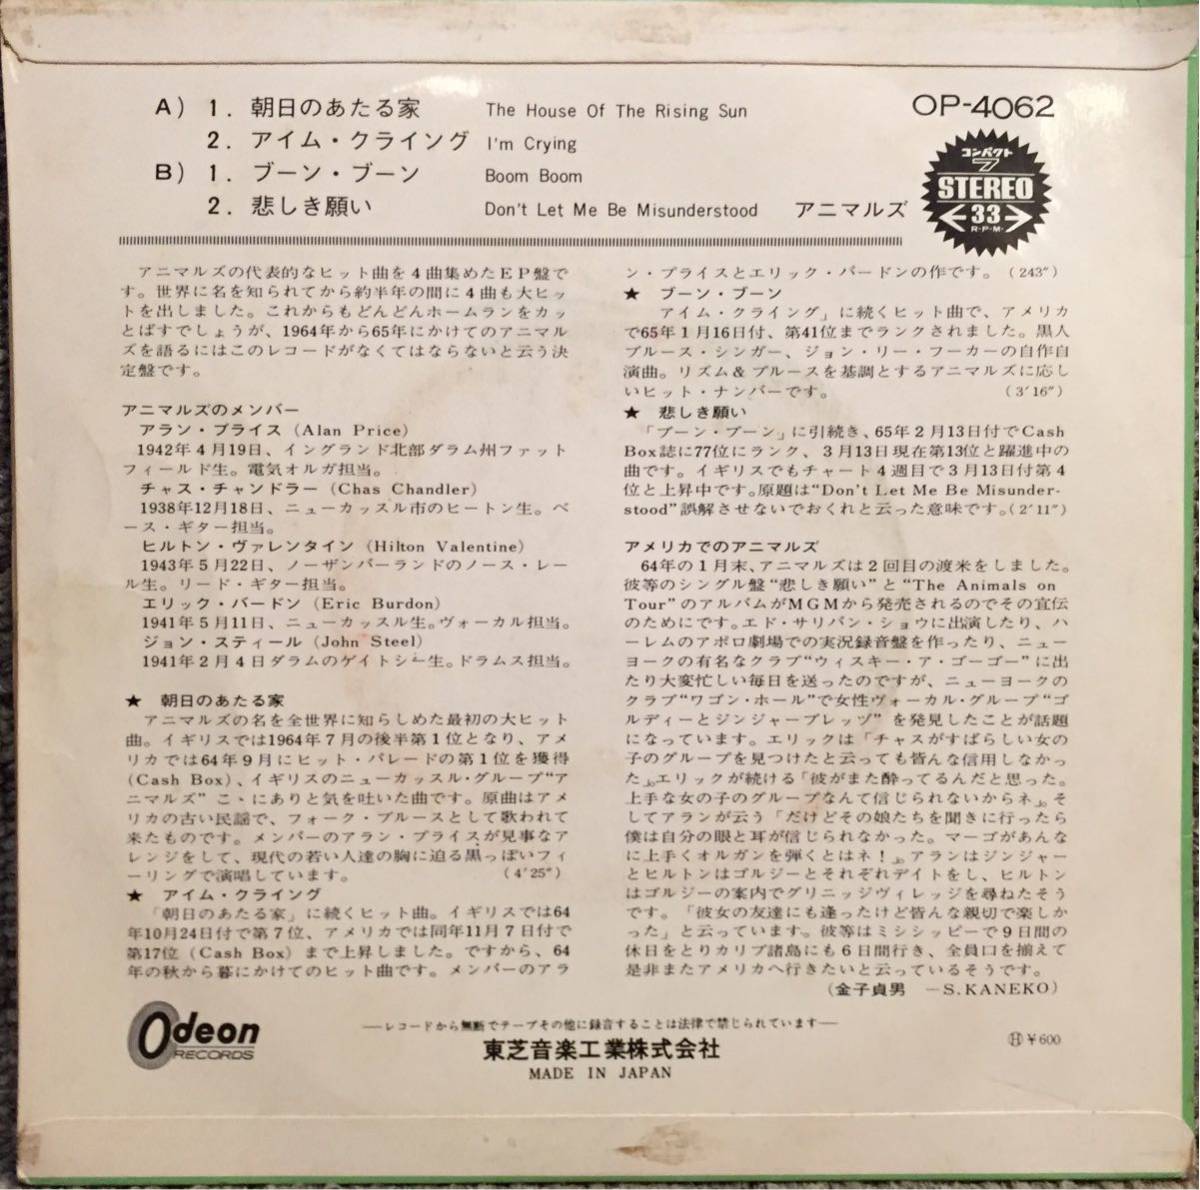 A) 1. 朝日のあたる家 The House Of The Rising Sun
2. アイム・クライング I'm Crying
B) 1. ブーン・ブーン Boom Boom
2. 悲しき願い Don't Let Me Be Misunderstood アニマルズ
OP-4062
コンパクト
7
STEREO
33
R・P・M・
アニマルズの代表的なヒット曲を4曲集めたEP盤で
す。世界に名を知られてから約半年の間に4曲も大ヒッ
トを出しました。これからもどんどんホームランをカッ
とばすでしょうが、1964年から65年にかけてのアニマル
ズを語るにはこのレコードがなくてはならないと云う決
定盤です。
アニマルズのメンバー
アラン・プライス (Alan Price)
1942年4月19日、イングランド北部ダラム州ファット
フィールド生。電気オルガ担当。
チャス・チャンドラー (Chas Chandler)
1938年12月18日、ニューカッスル市のヒートン生。ベ
ース・ギター担当。
ヒルトン・ヴァレンタイン (Hilton Valentine)
1943年5月22日、ノーザンバーランドのノース・レー
ル生。リード・ギター担当。
エリック・バードン (Eric Burdon)
1941年5月11日、ニューカッスル生。ヴォーカル担当。
ジョン・スティール (John Steel)
1941年2月4日ダラムのゲイトシー生。ドラムス担当。
★ 朝日のあたる家
アニマルズの名を全世界に知らしめた最初の大ヒット
曲。イギリスでは1964年7月の後半第1位となり、アメ
リカでは64年9月にヒット・パレードの第1位を獲得
(Cash Box)、イギリスのニューカッスル・グループ“ア
ニマルズ” こゝにありと気を吐いた曲です。原曲はアメ
リカの古い民謡で、フォーク・ブルースとして歌われて
来たものです。メンバーのアラン・プライスが見事なア
レンジをして、現代の若い人達の胸に迫る黒っぽいフィ
ーリングで演唱しています。 (4′25″)
★ アイム・クライング
「朝日のあたる家」に続くヒット曲。イギリスでは64
年10月24日付で第7位、アメリカでは同年11月7日付で
第17位 (Cash Box) まで上昇しました。ですから、64
年の秋から暮にかけてのヒット曲です。メンバーのアラ
ン・プライスとエリック・バードンの作です。 (243″)
★ ブーン・ブーン
アイム・クライング」に続くヒット曲で、アメリカ
で65年1月16日付、第41位までランクされました。黒人
ブルース・シンガー、ジョン・リー・フーカーの自作自
演曲。リズム&ブルースを基調とするアニマルズに応し
いヒット・ナンバーです。 (3′16″)
★ 悲しき願い
「ブーン・ブーン」に引続き、65年2月13日付でCash
Box誌に77位にランク、3月13日現在第13位と躍進中の
曲です。イギリスでもチャート4週目で3月13日付第4
位と上昇中です。原題は“Don't Let Me Be Misunder-
stood”誤解させないでおくれと云った意味です。(2′11″)
アメリカでのアニマルズ
64年の1月末、アニマルズは2回目の渡米をしました。
彼等のシングル盤“悲しき願い”と“The Animals on
Tour”のアルバムがMGMから発売されるのでその宣伝
のためにです。エド・サリバン・ショウに出演したり、ハ
ーレムのアポロ劇場での実況録音盤を作ったり、ニュー
ヨークの有名なクラブ“ウィスキー・ア・ゴーゴー”に出
たり大変忙しい毎日を送ったのですが、ニューヨークの
クラブ“ワゴン・ホール”で女性ヴォーカル・グループ“ゴ
ルディーとジンジャーブレッヅ” を発見したことが話題
になっています。エリックは「チャスがすばらしい女の
子のグループを見つけたと云っても皆んな信用しなかっ
た」。エリックが続ける「彼がまた酔ってるんだと思った。
上手な女の子のグループなんて信じられないからネ」。そ
してアランが云う「だけどその娘たちを聞きに行ったら
僕は自分の眼と耳が信じられなかった。マーゴがあんな
に上手くオルガンを弾くとはネ!」。アランはジンジャー
とヒルトンはゴルジーとそれぞれデイトをし、ヒルトン
はゴルジーの案内でグリニッジヴィレッジを尋ねたそう
です。「彼女の友達にも逢ったけど皆んな親切で楽しか
った」と云っています。彼等はミシシッピーで9日間の
休日をとりカリブ諸島にも6日間行き、全員口を揃えて
是非またアメリカへ行きたいと云っているそうです。
(金子貞男 —S.KANEKO)
Odeon
RECORDS
—レコードから無断でテープその他に録音することは法律で禁じられています—
東芝音楽工業株式会社
MADE IN JAPAN
Ⓗ ¥600